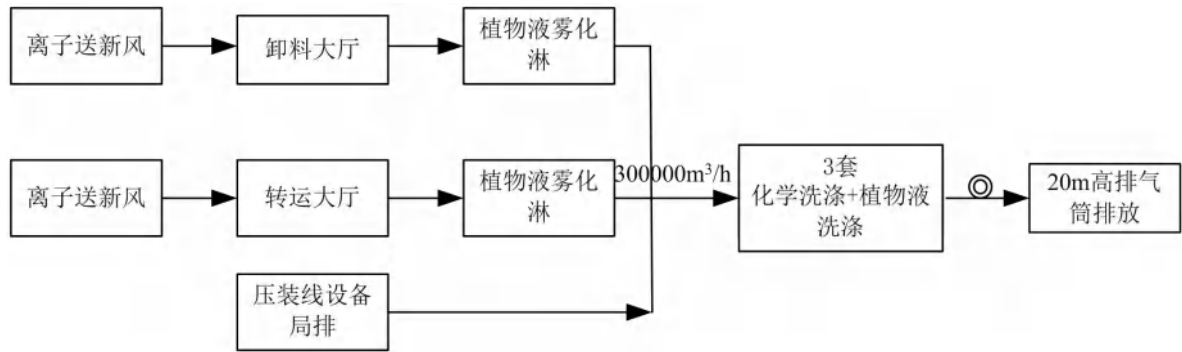 离子送新风
卸料大厅
植物液雾化
淋
离子送新风
转运大厅
植物液雾化
淋
300000m³/h
3套
化学洗涤+植物液
洗涤
◎
20m高排气
筒排放
压装线设备
局排